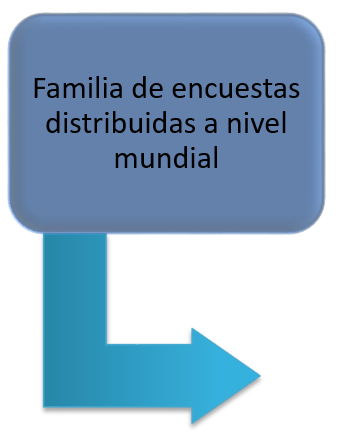 Familia de encuestas
distribuidas a nivel
mundial